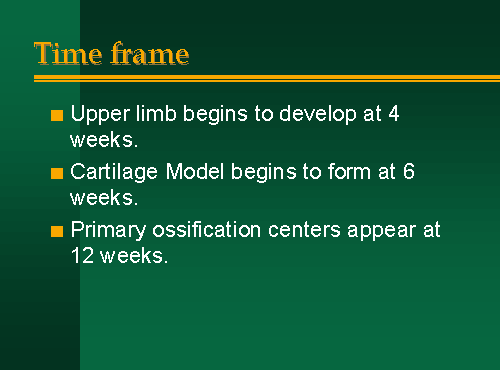 Time frame
Upper limb begins to develop at 4
weeks.
Cartilage Model begins to form at 6
weeks.
Primary ossification centers appear at
12 weeks.